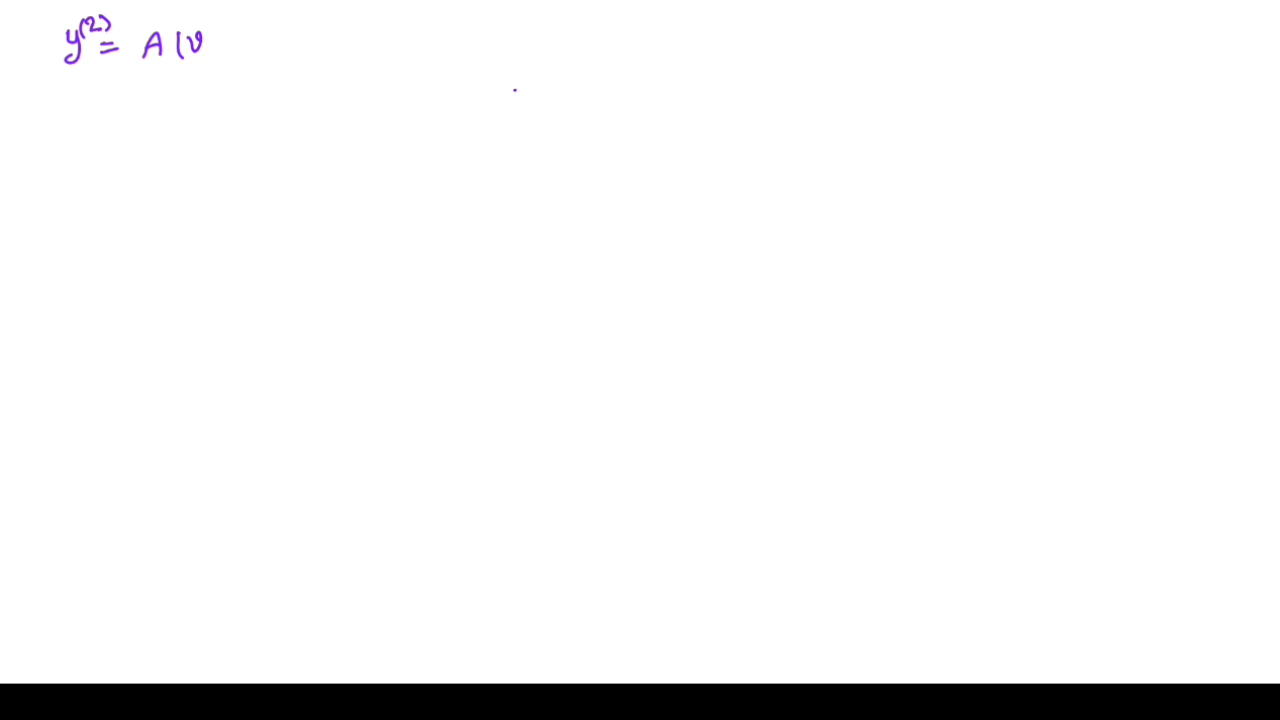 y⁽²⁾ = A(v